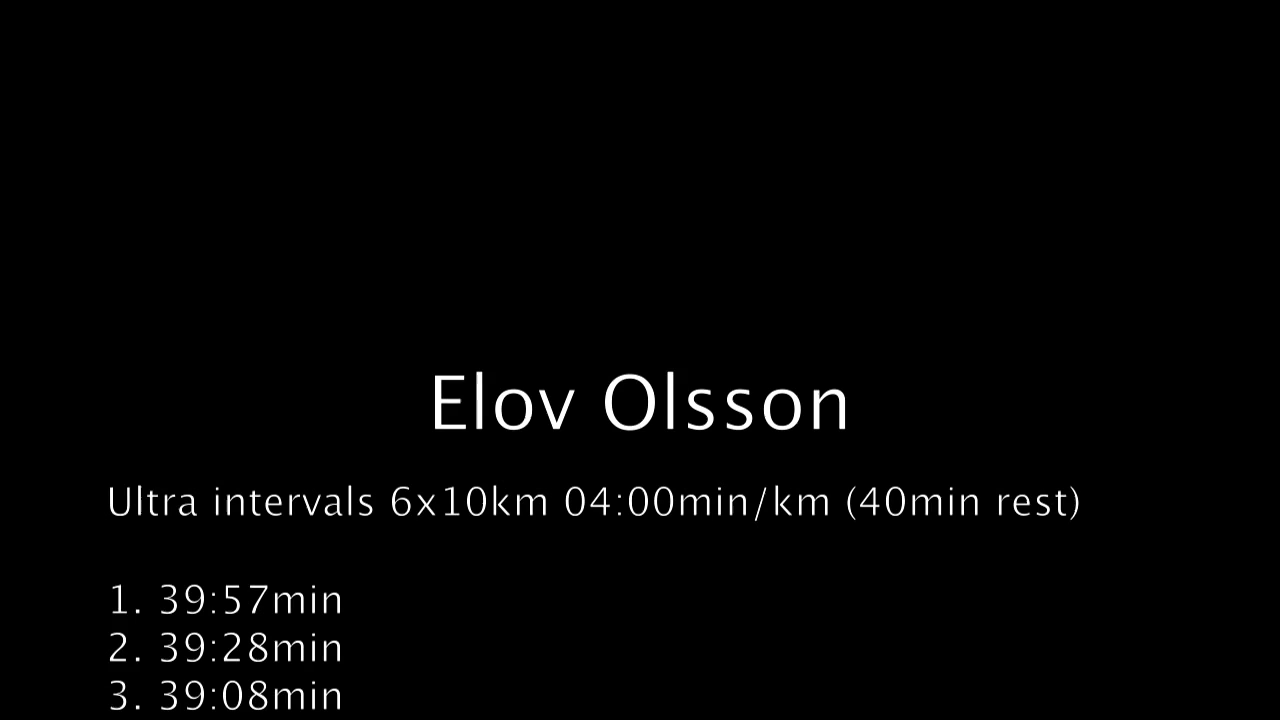 Elov Olsson
Ultra intervals 6x10km 04:00min/km (40min rest)
1. 39:57min
2. 39:28min
3. 39:08min